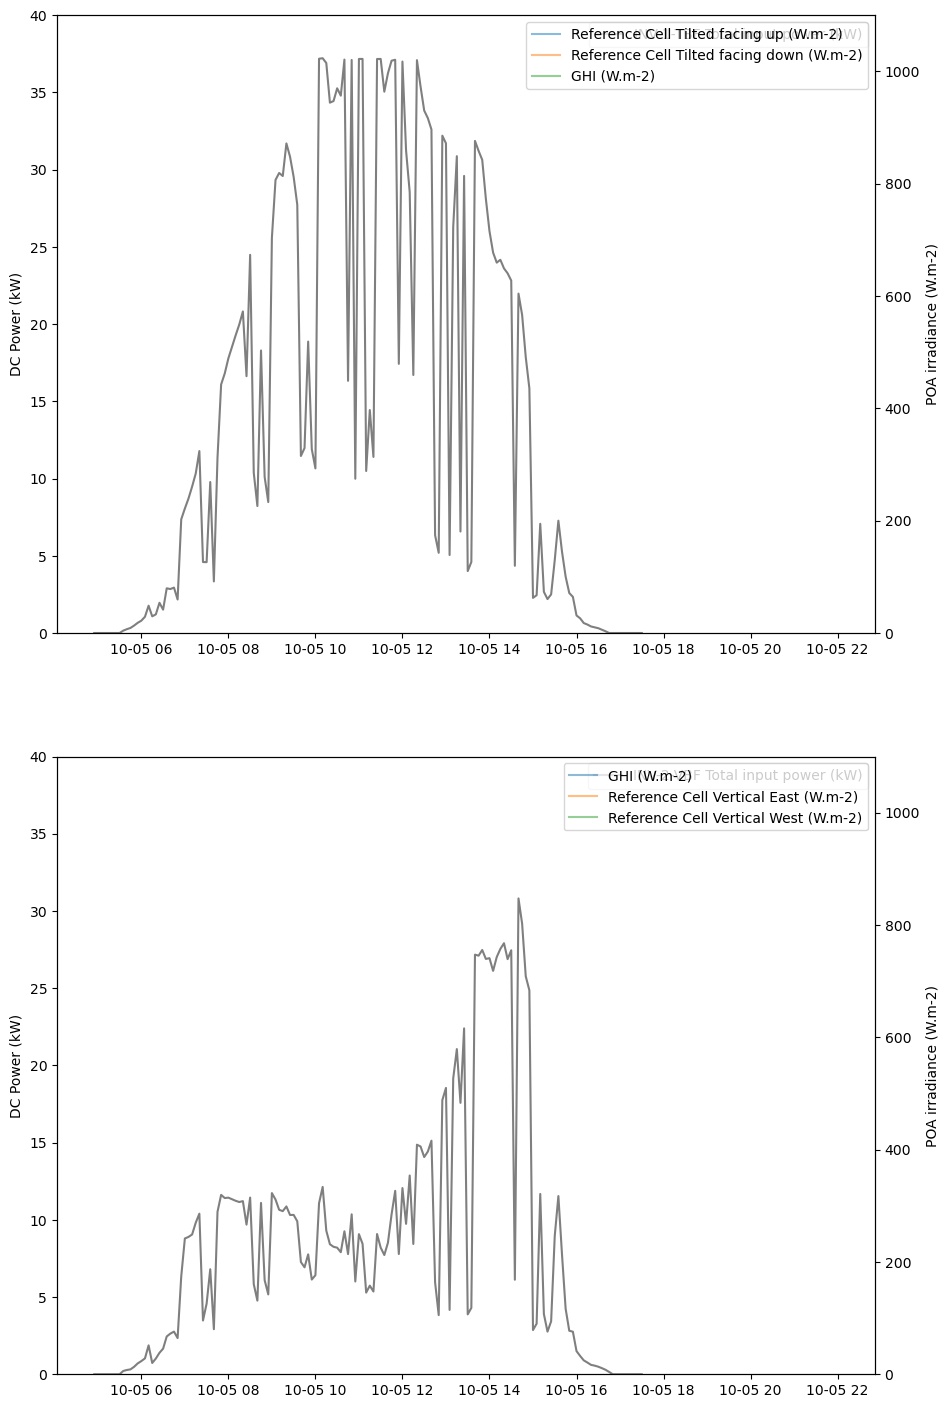 40
35
30
25
20
15
10
5
0
DC Power (kW)
Reference Cell Tilted facing up (W.m-2)
Reference Cell Tilted facing down (W.m-2)
GHI (W.m-2)
1000
800
600
400
200
0
POA irradiance (W.m-2)
10-05 06 10-05 08 10-05 10 10-05 12 10-05 14 10-05 16 10-05 18 10-05 20 10-05 22
40
35
30
25
20
15
10
5
0
DC Power (kW)
GHI (W.m-2) Total input power (kW)
Reference Cell Vertical East (W.m-2)
Reference Cell Vertical West (W.m-2)
1000
800
600
400
200
0
POA irradiance (W.m-2)
10-05 06 10-05 08 10-05 10 10-05 12 10-05 14 10-05 16 10-05 18 10-05 20 10-05 22